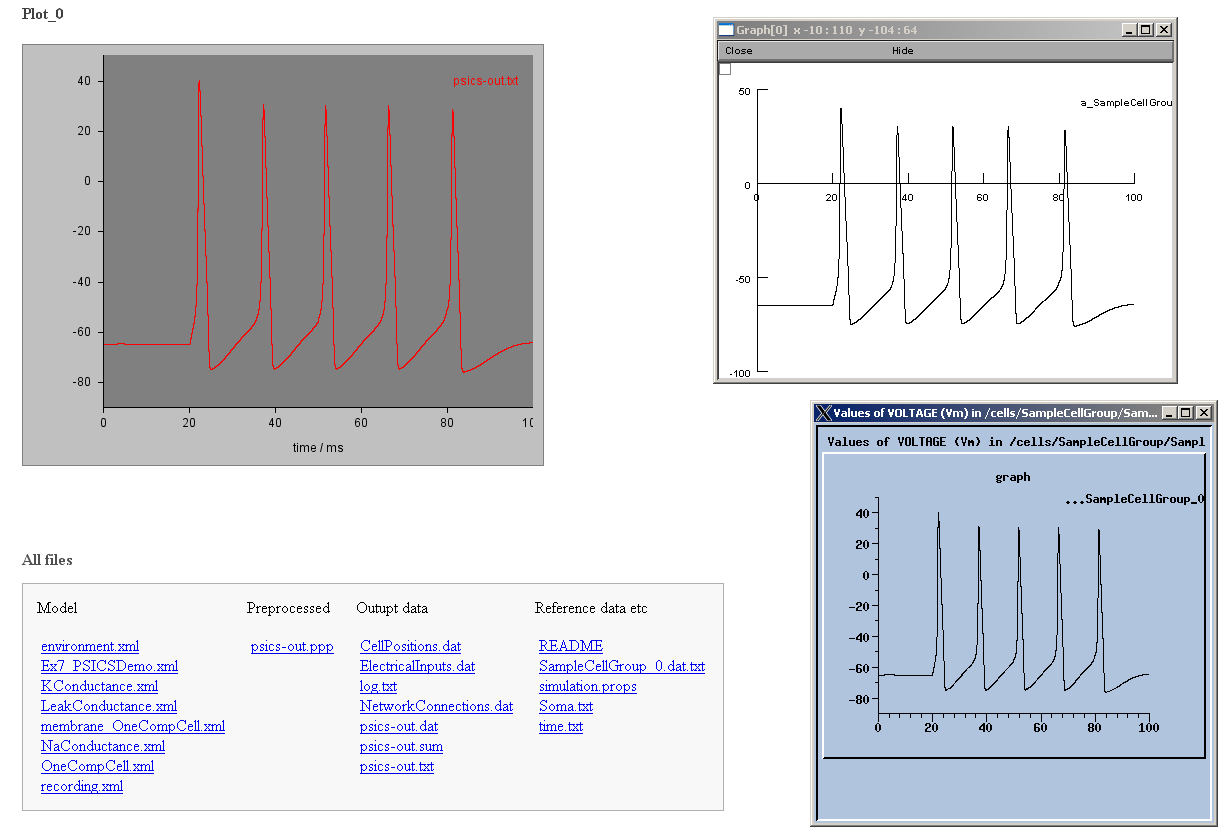 Plot_0
40
20
0
-20
-40
-60
-80
psics-out.txt
0
20
40
60
80
10
time / ms
Graph[0] x -10 : 110 y -104 : 64
Close
Hide
50
a_SampleCellGrou
0
0
20
40
60
80
100
-50
-100
Values of VOLTAGE (Vm) in /cells/SampleCellGroup/Sam...
Values of VOLTAGE (Vm) in /cells/SampleCellGroup/Sampl
graph
...SampleCellGroup_0
40
20
0
-20
-40
-60
-80
0
20
40
60
80
100
All files
Model
environment.xml
Ex7_PSICSDemo.xml
KConductance.xml
LeakConductance.xml
membrane_OneCompCell.xml
NaConductance.xml
OneCompCell.xml
recording.xml
Preprocessed
psics-out.ppp
Outupt data
CellPositions.dat
ElectricalInputs.dat
log.txt
NetworkConnections.dat
psics-out.dat
psics-out.sum
psics-out.txt
Reference data etc
README
SampleCellGroup_0.dat.txt
simulation.props
Soma.txt
time.txt